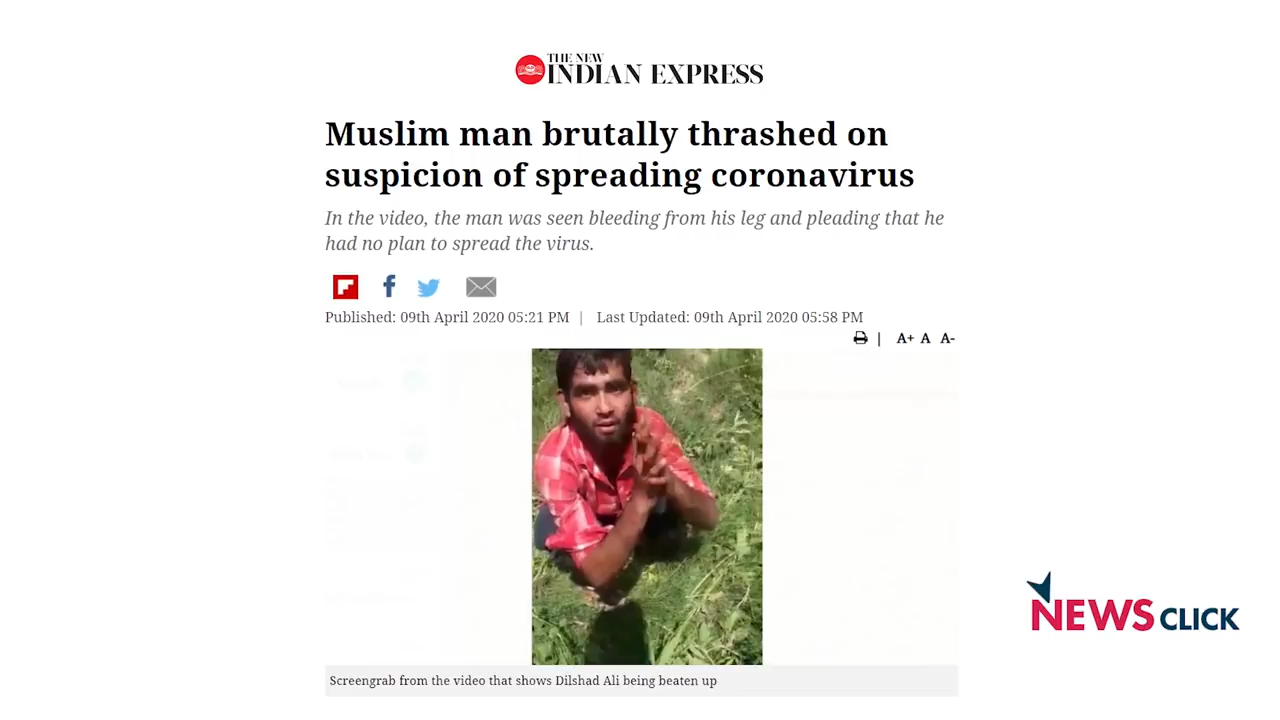 THE NEW
INDIAN EXPRESS
Muslim man brutally thrashed on
suspicion of spreading coronavirus
In the video, the man was seen bleeding from his leg and pleading that he
had no plan to spread the virus.
Published: 09th April 2020 05:21 PM | Last Updated: 09th April 2020 05:58 PM
| A+ A A-
Screengrab from the video that shows Dilshad Ali being beaten up
NEWSCLICK